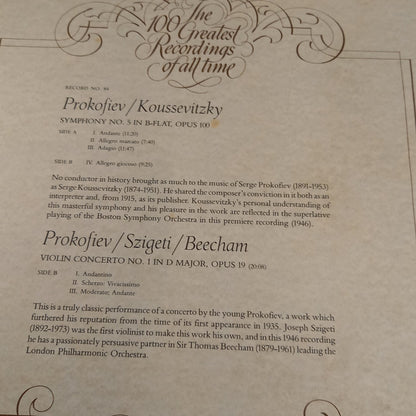 The
100 Greatest
Recordings
of all time
RECORD NO. 84
Prokofiev/Koussevitzky
SYMPHONY NO. 5 IN B-FLAT, OPUS 100
SIDE A I. Andante (11:20)
II. Allegro marcato (7:40)
III. Adagio (11:47)
SIDE B IV. Allegro giocoso (9:25)
No conductor in history brought as much to the music of Serge Prokofiev (1891-1953)
as Serge Koussevitzky (1874-1951). He shared the composer's conviction in it both as an
interpreter and, from 1915, as its publisher. Koussevitzky's personal understanding of
this masterful symphony and his pleasure in the work are reflected in the superlative
playing of the Boston Symphony Orchestra in this premiere recording (1946).
Prokofiev/Szigeti/Beecham
VIOLIN CONCERTO NO. 1 IN D MAJOR, OPUS 19 (20:08)
SIDE B I. Andantino
II. Scherzo: Vivacissimo
III. Moderato; Andante
This is a truly classic performance of a concerto by the young Prokofiev, a work which
furthered his reputation from the time of its first appearance in 1935. Joseph Szigeti
(1892-1973) was the first violinist to make this work his own, and in this 1946 recording
he has a passionately persuasive partner in Sir Thomas Beecham (1879-1961) leading the
London Philharmonic Orchestra.